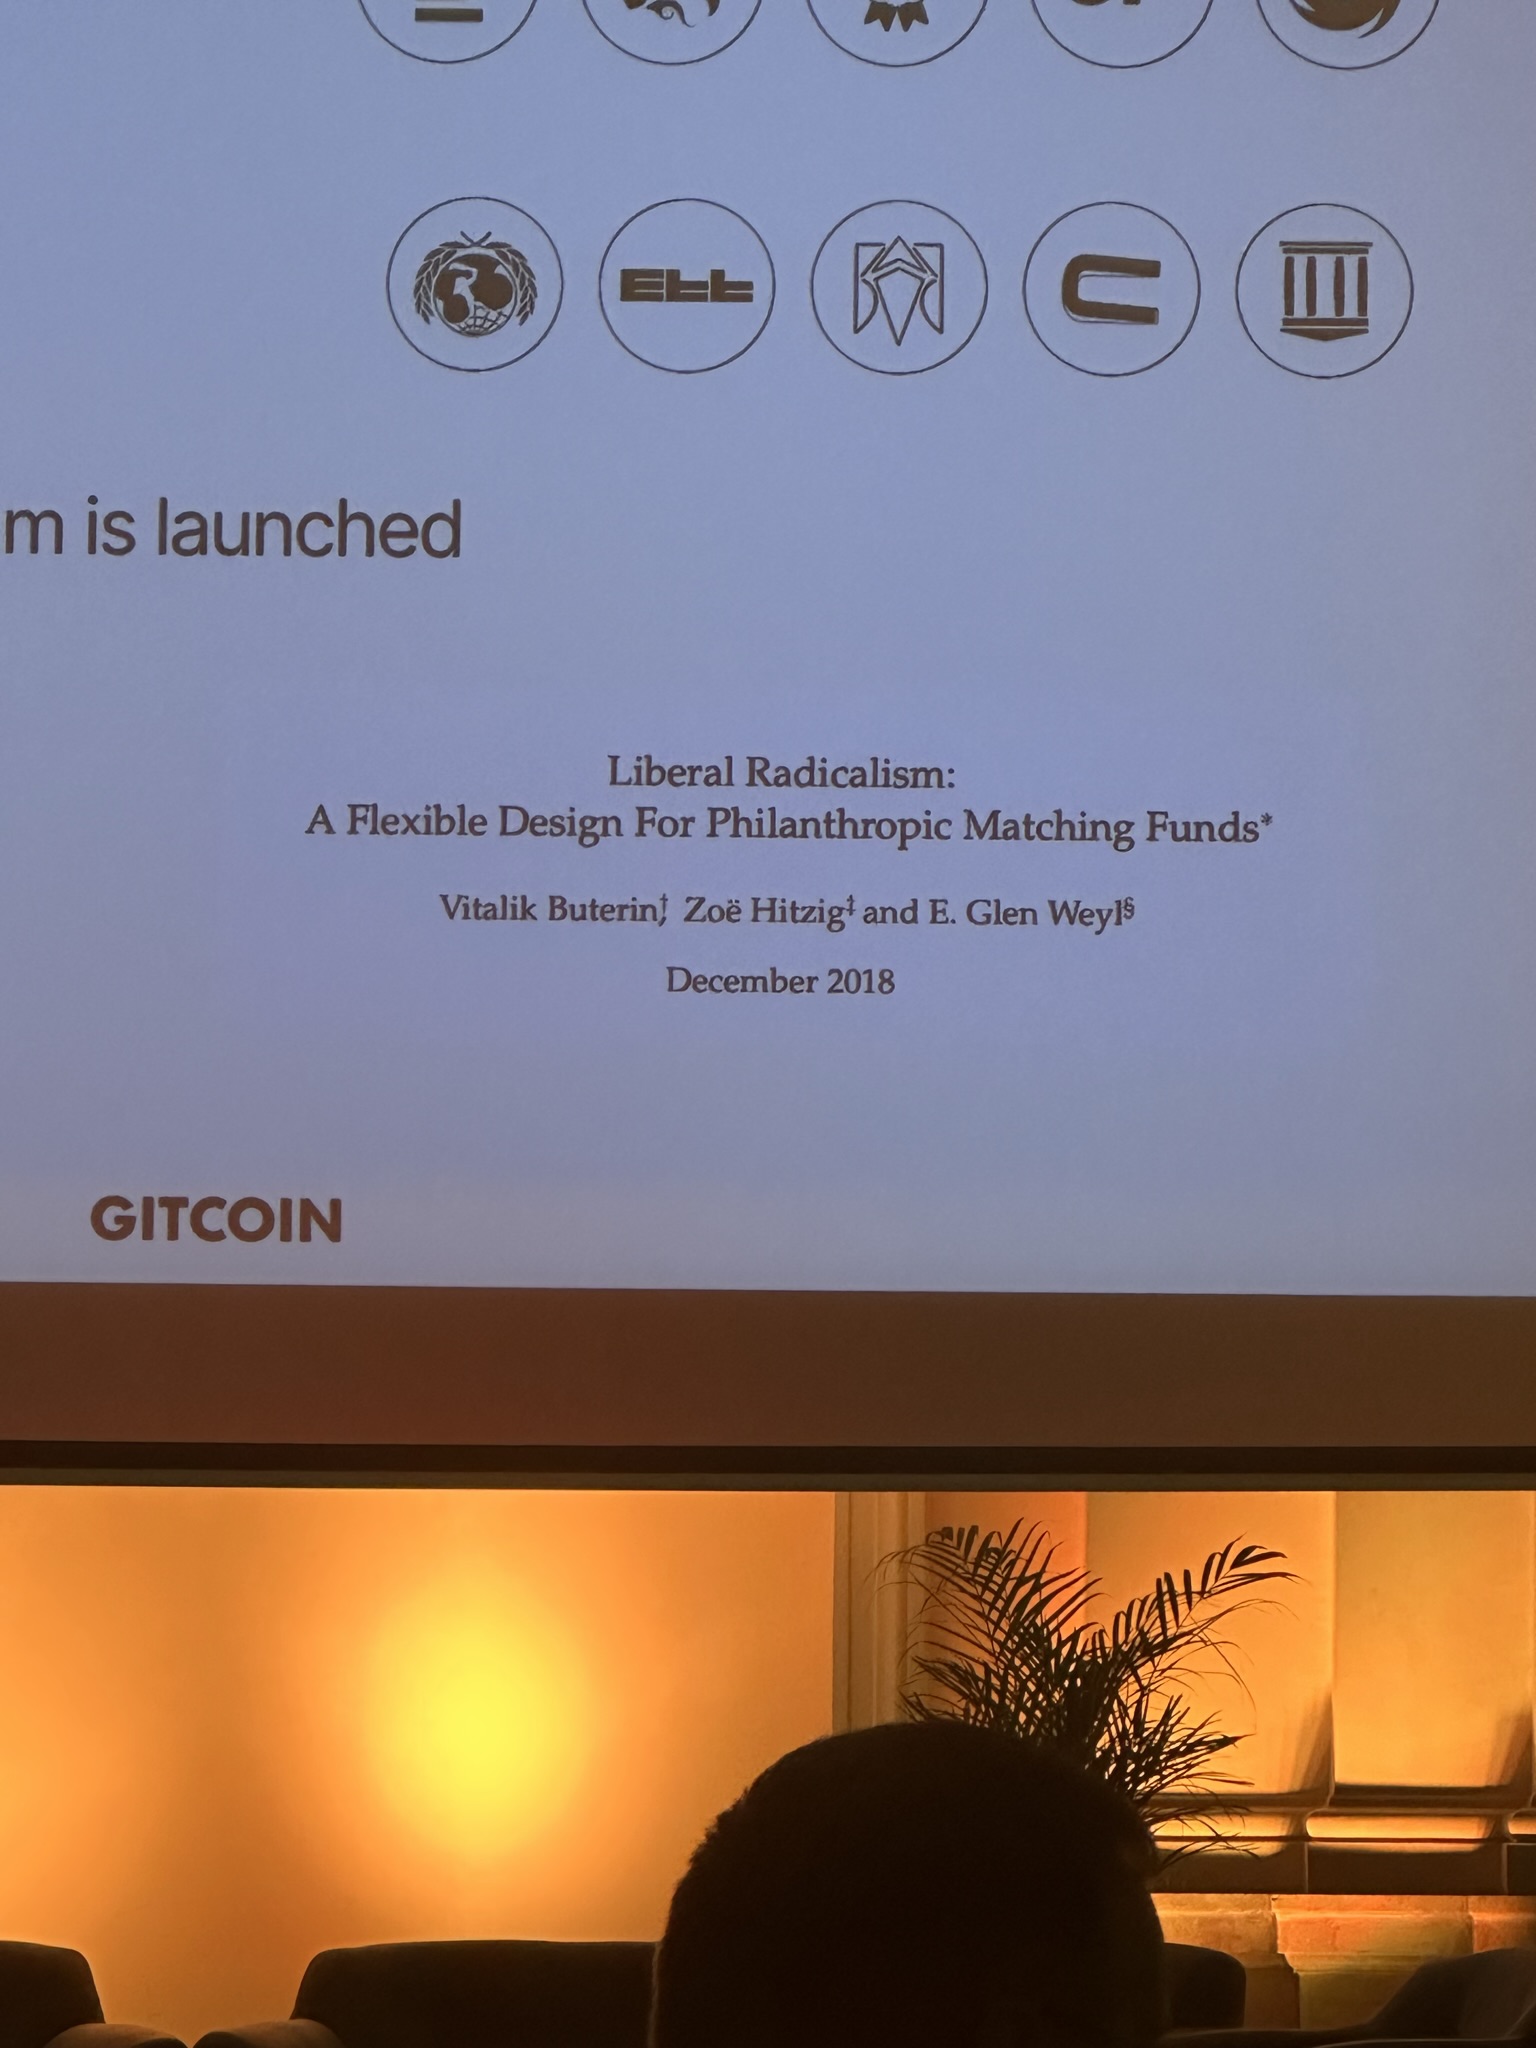 m is launched
Liberal Radicalism:
A Flexible Design For Philanthropic Matching Funds*
Vitalik Buterin†, Zoë Hitzig‡ and E. Glen Weyl§
December 2018
GITCOIN